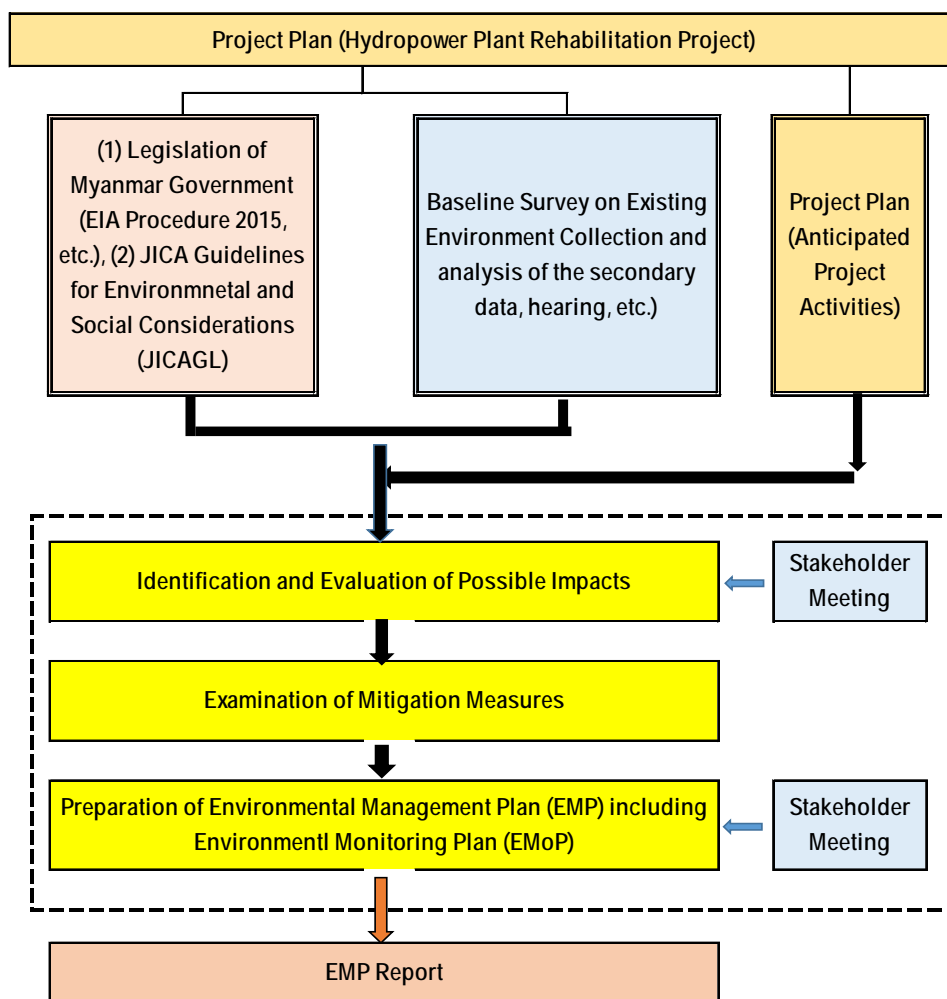 Project Plan (Hydropower Plant Rehabilitation Project)
(1) Legislation of
Myanmar Government
(EIA Procedure 2015,
etc.), (2) JICA Guidelines
for Environmnetal and
Social Considerations
(JICAGL)
Baseline Survey on Existing
Environment Collection and
analysis of the secondary
data, hearing, etc.)
Project Plan
(Anticipated
Project
Activities)
Identification and Evaluation of Possible Impacts
Stakeholder
Meeting
Examination of Mitigation Measures
Preparation of Environmental Management Plan (EMP) including
Environmentl Monitoring Plan (EMoP)
Stakeholder
Meeting
EMP Report